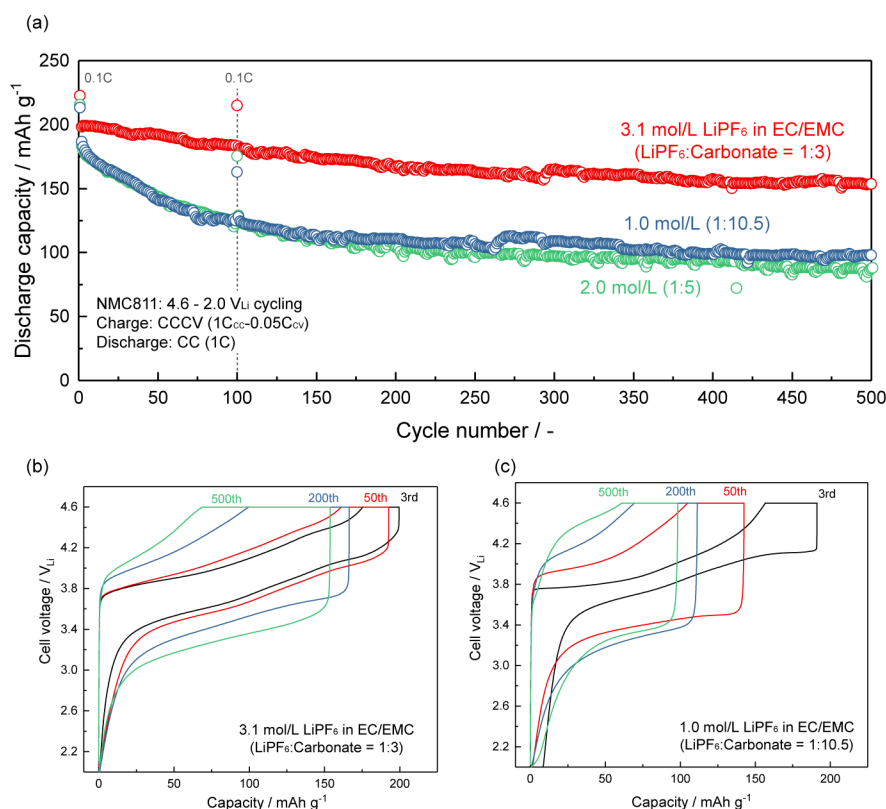 (a)
250
200
150
100
50
0
Discharge capacity / mAh g⁻¹
0.1C
0.1C
3.1 mol/L LiPF₆ in EC/EMC
(LiPF₆:Carbonate = 1:3)
1.0 mol/L (1:10.5)
2.0 mol/L (1:5)
NMC811: 4.6 - 2.0 V_Li cycling
Charge: CCCV (1C_CC-0.05C_CV)
Discharge: CC (1C)
0 50 100 150 200 250 300 350 400 450 500
Cycle number / -
(b)
4.6
4.2
3.8
3.4
3.0
2.6
2.2
Cell voltage / V_Li
500th 200th 50th 3rd
3.1 mol/L LiPF₆ in EC/EMC
(LiPF₆:Carbonate = 1:3)
0 50 100 150 200
Capacity / mAh g⁻¹
(c)
4.6
4.2
3.8
3.4
3.0
2.6
2.2
Cell voltage / V_Li
500th 200th 50th 3rd
1.0 mol/L LiPF₆ in EC/EMC
(LiPF₆:Carbonate = 1:10.5)
0 50 100 150 200
Capacity / mAh g⁻¹